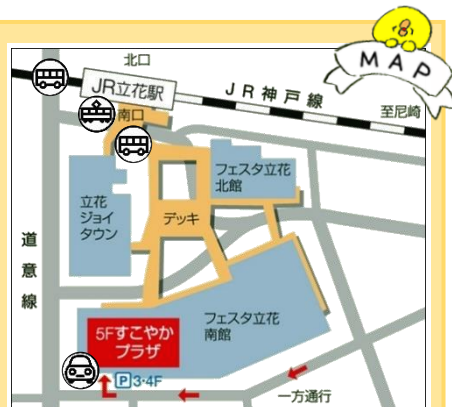 MAP
北口
JR立花駅
JR神戸線
南口
至尼崎
フェスタ立花
北館
立花
ジョイ
タウン
デッキ
道意線
フェスタ立花
南館
5Fすこやか
プラザ
P3・4F
一方通行